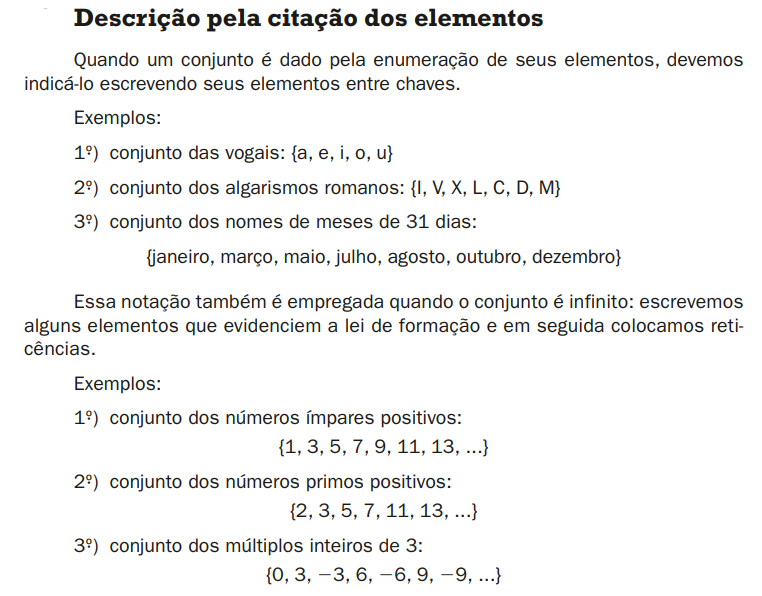 Descrição pela citação dos elementos
Quando um conjunto é dado pela enumeração de seus elementos, devemos
indicá-lo escrevendo seus elementos entre chaves.
Exemplos:
1º) conjunto das vogais: {a, e, i, o, u}
2º) conjunto dos algarismos romanos: {I, V, X, L, C, D, M}
3º) conjunto dos nomes de meses de 31 dias:
{janeiro, março, maio, julho, agosto, outubro, dezembro}
Essa notação também é empregada quando o conjunto é infinito: escrevemos
alguns elementos que evidenciem a lei de formação e em seguida colocamos reti-
cências.
Exemplos:
1º) conjunto dos números ímpares positivos:
{1, 3, 5, 7, 9, 11, 13, ...}
2º) conjunto dos números primos positivos:
{2, 3, 5, 7, 11, 13, ...}
3º) conjunto dos múltiplos inteiros de 3:
{0, 3, −3, 6, −6, 9, −9, ...}